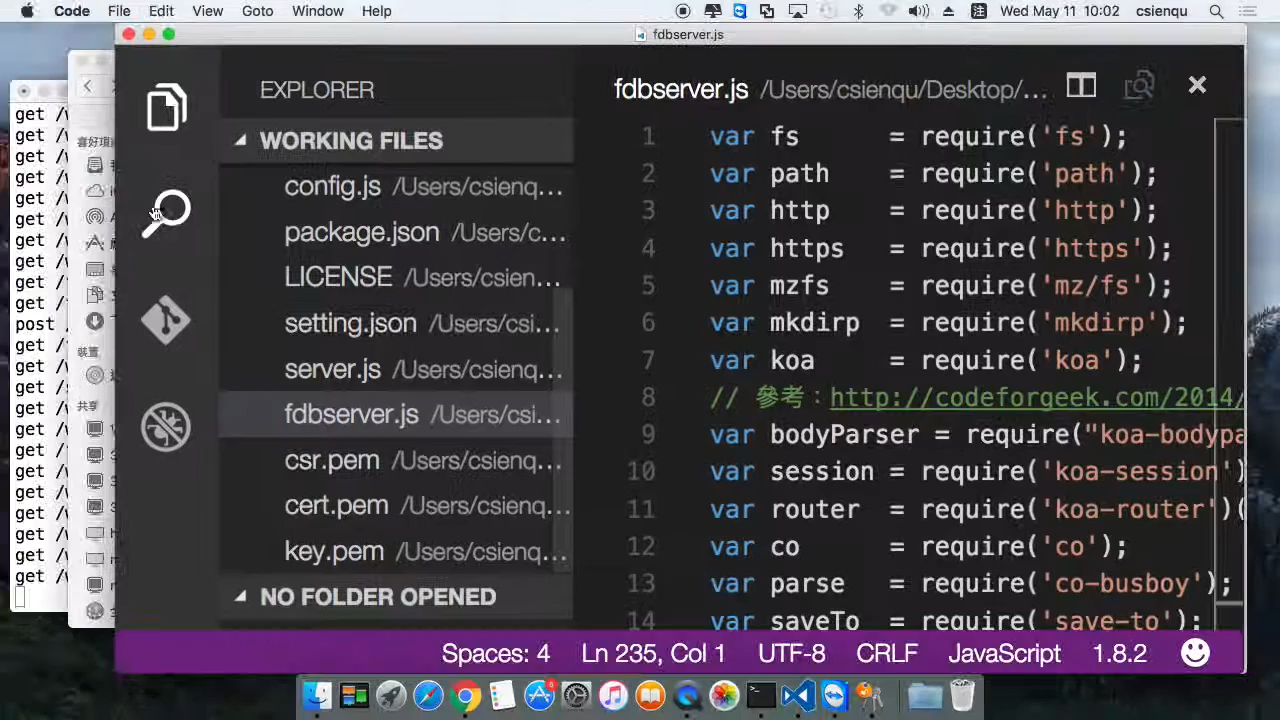 Code File Edit View Goto Window Help
Wed May 11 10:02 csienqu
fdbserver.js
get /
get /
get /
get /
get /
get /
get /
get /
get /
get /
post /
get /
get /
get /
get /
get /
get /
get /
get /
get /
get /
get /
get /
裝置
共享
EXPLORER
WORKING FILES
config.js /Users/csienq...
package.json /Users/c...
LICENSE /Users/csien...
setting.json /Users/csi...
server.js /Users/csienq...
fdbserver.js /Users/csi...
csr.pem /Users/csienq...
cert.pem /Users/csienq...
key.pem /Users/csienq...
NO FOLDER OPENED
fdbserver.js /Users/csienqu/Desktop/...
1 var fs = require('fs');
2 var path = require('path');
3 var http = require('http');
4 var https = require('https');
5 var mzfs = require('mz/fs');
6 var mkdirp = require('mkdirp');
7 var koa = require('koa');
8 // 參考：http://codeforgeek.com/2014/
9 var bodyParser = require("koa-bodypa
10 var session = require('koa-session')
11 var router = require('koa-router')(
12 var co = require('co');
13 var parse = require('co-busboy');
14 var saveTo = require('save-to');
Spaces: 4 Ln 235, Col 1 UTF-8 CRLF JavaScript 1.8.2